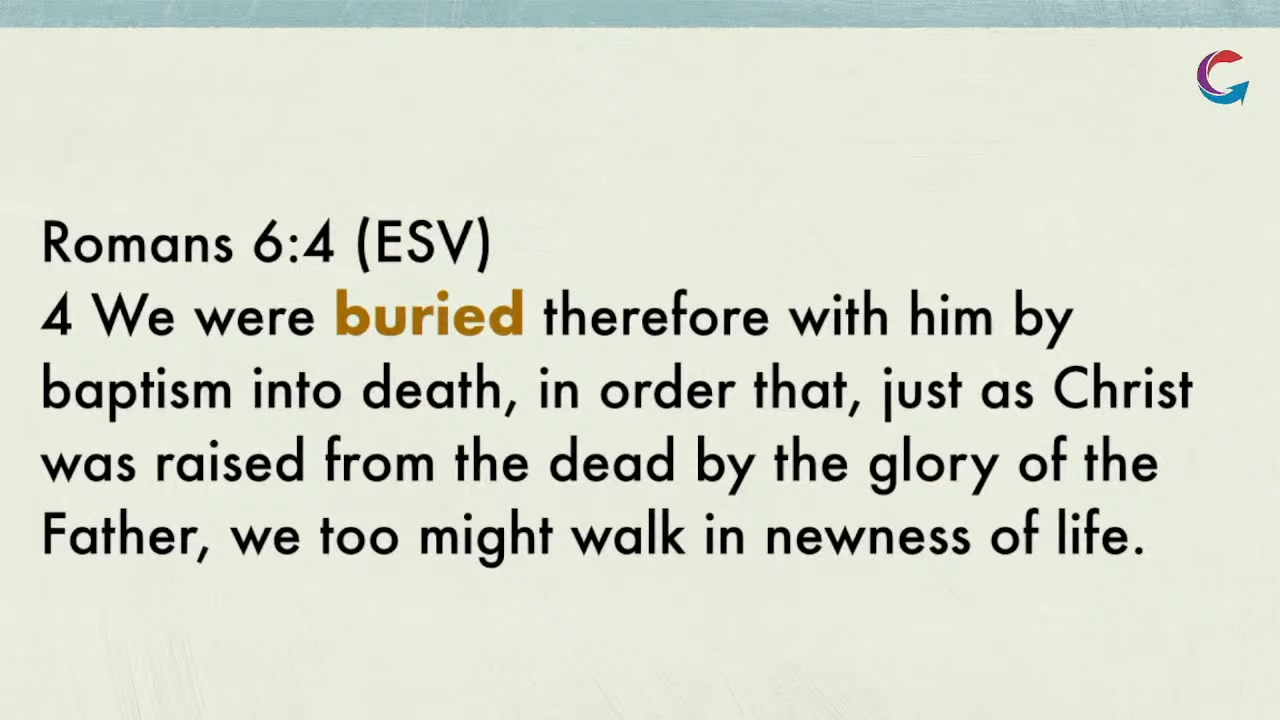 Romans 6:4 (ESV)
4 We were buried therefore with him by
baptism into death, in order that, just as Christ
was raised from the dead by the glory of the
Father, we too might walk in newness of life.